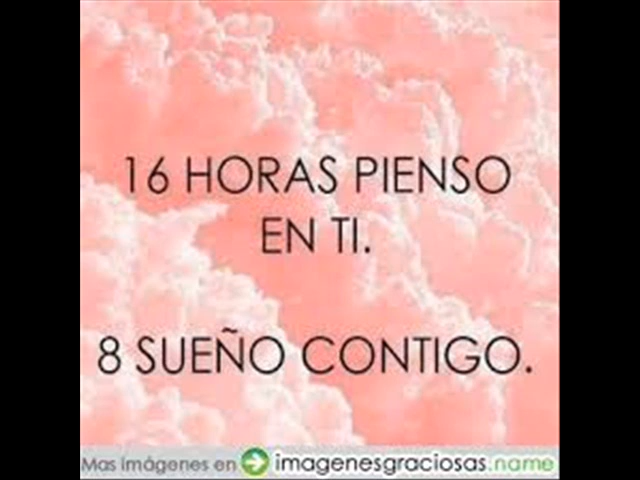 16 HORAS PIENSO
EN TI.
8 SUEÑO CONTIGO.
Mas imágenes en imagenesgraciosas.name